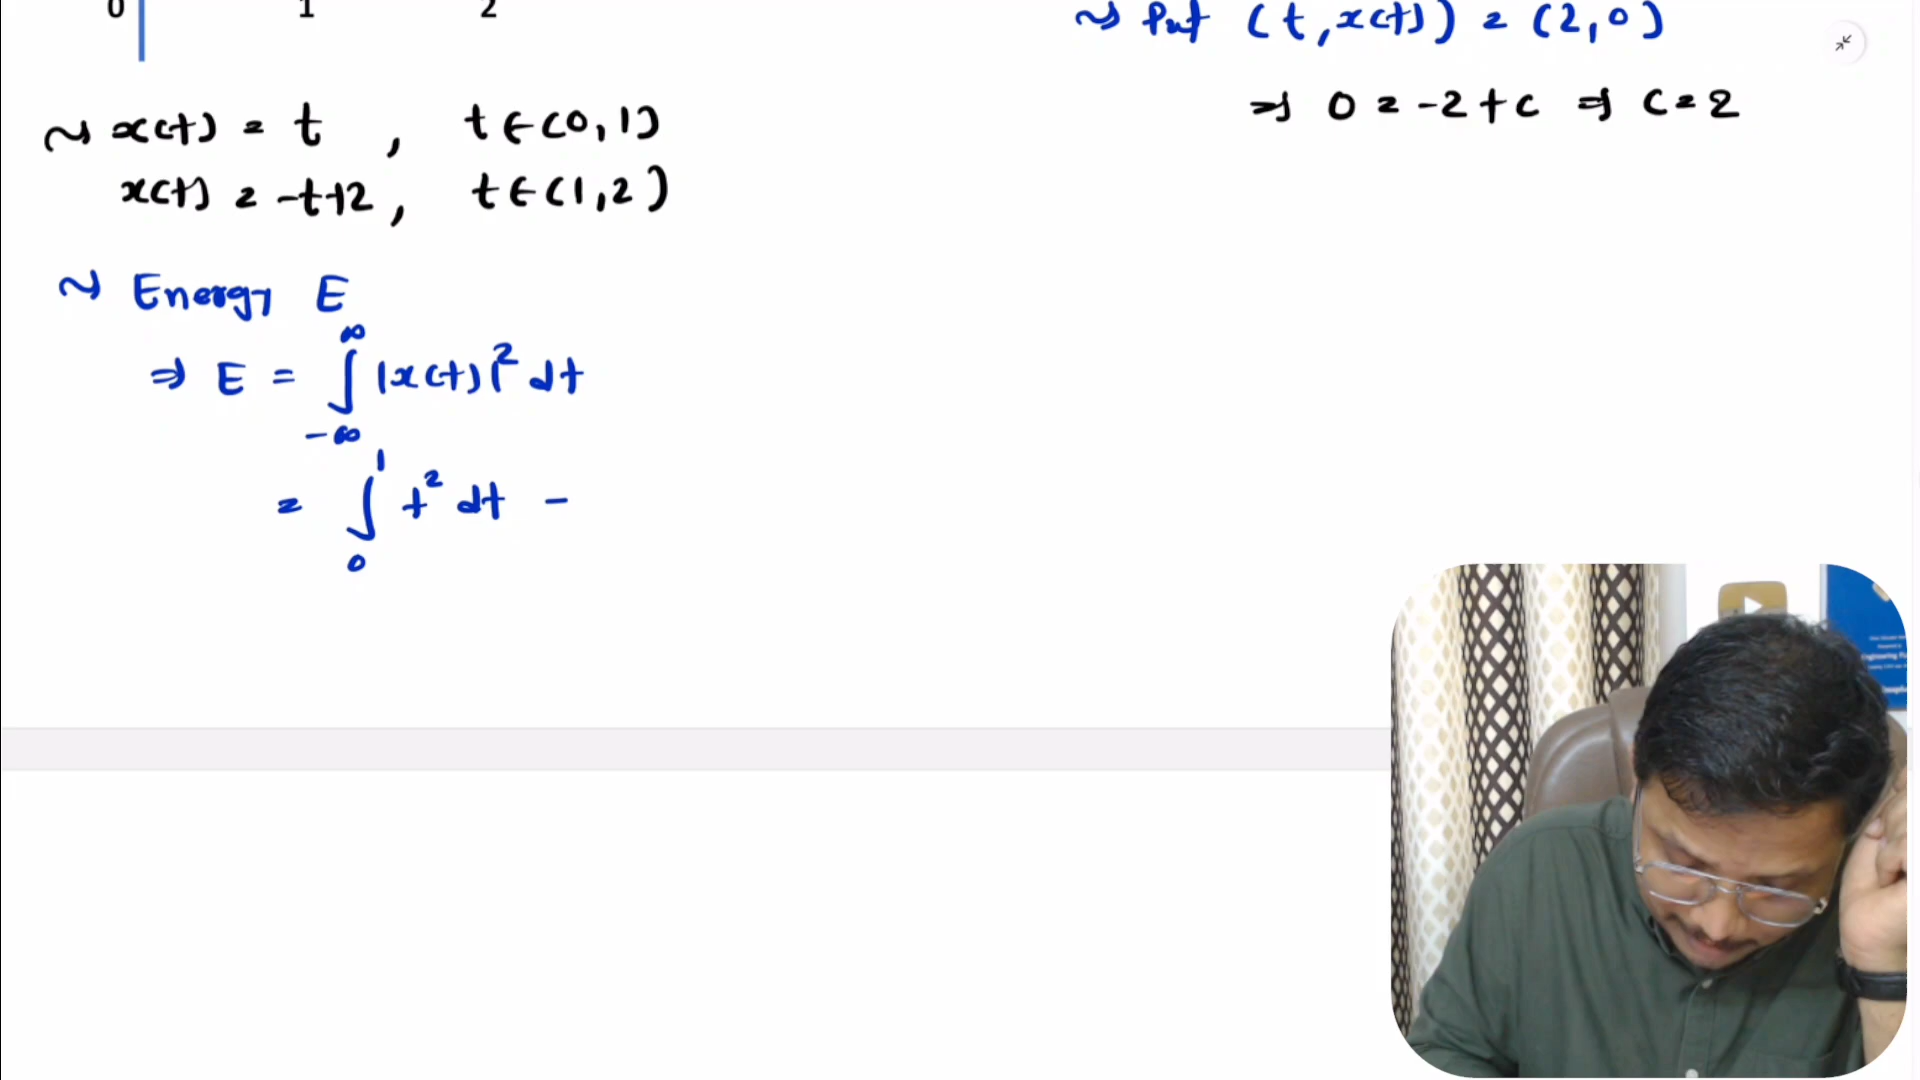 0 1 2
~> Put (t, x(t)) = (2, 0)
=> 0 = -2 + c => c = 2
~> x(t) = t , t ∈ (0, 1)
x(t) = -t+2 , t ∈ (1, 2)
~> Energy E
=> E = ∫_{-∞}^{∞} |x(t)|² dt
= ∫_{0}^{1} t² dt -